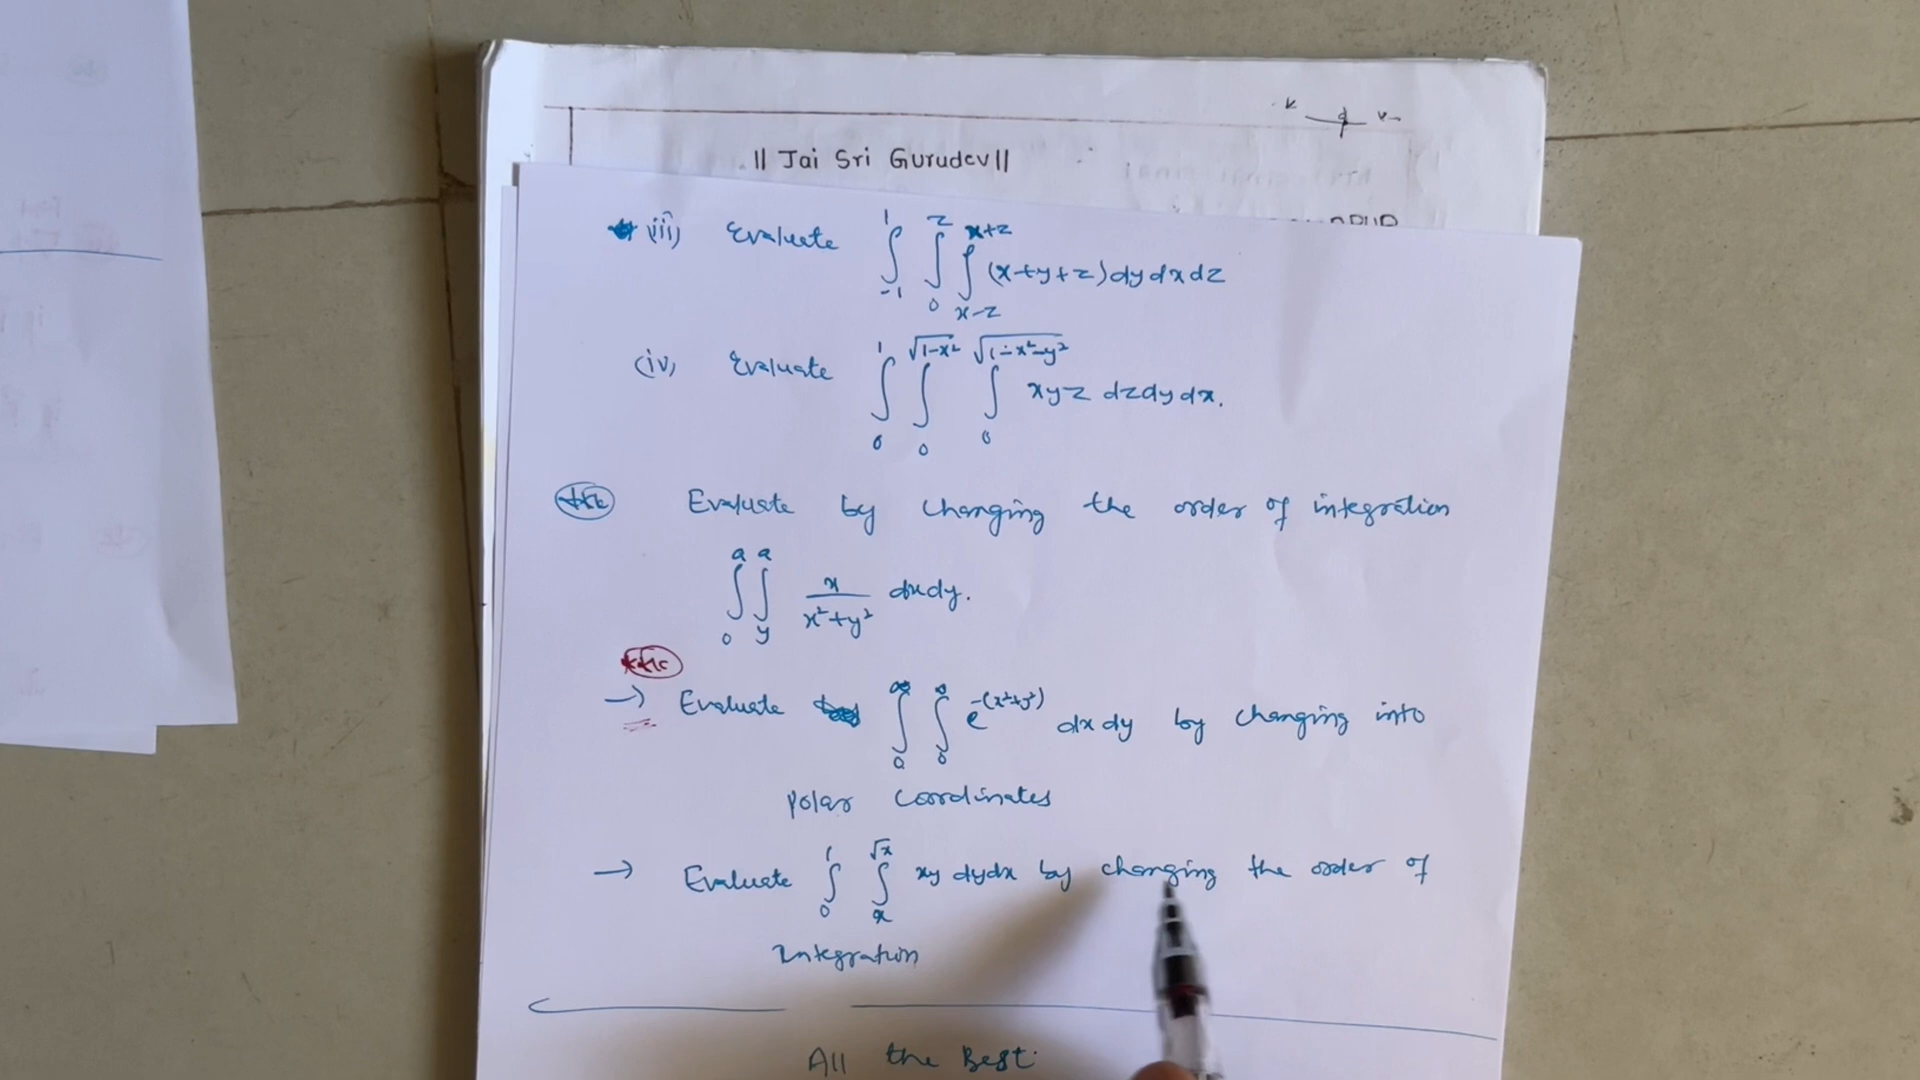 || Jai Sri Gurudev ||
(iii) Evaluate ∫_{-1}^{1} ∫_{0}^{z} ∫_{x-z}^{x+z} (x+y+z) dy dx dz
(iv) Evaluate ∫_{0}^{1} ∫_{0}^{√(1-x²)} ∫_{0}^{√(1-x²-y²)} xyz dz dy dx.
Evaluate by changing the order of integration
∫_{0}^{a} ∫_{y}^{a} x/(x²+y²) dx dy.
→ Evaluate ∫_{0}^{∞} ∫_{0}^{∞} e^{-(x²+y²)} dx dy by changing into
polar coordinates
→ Evaluate ∫_{0}^{1} ∫_{x}^{√x} xy dy dx by changing the order of
Integration
All the Best.